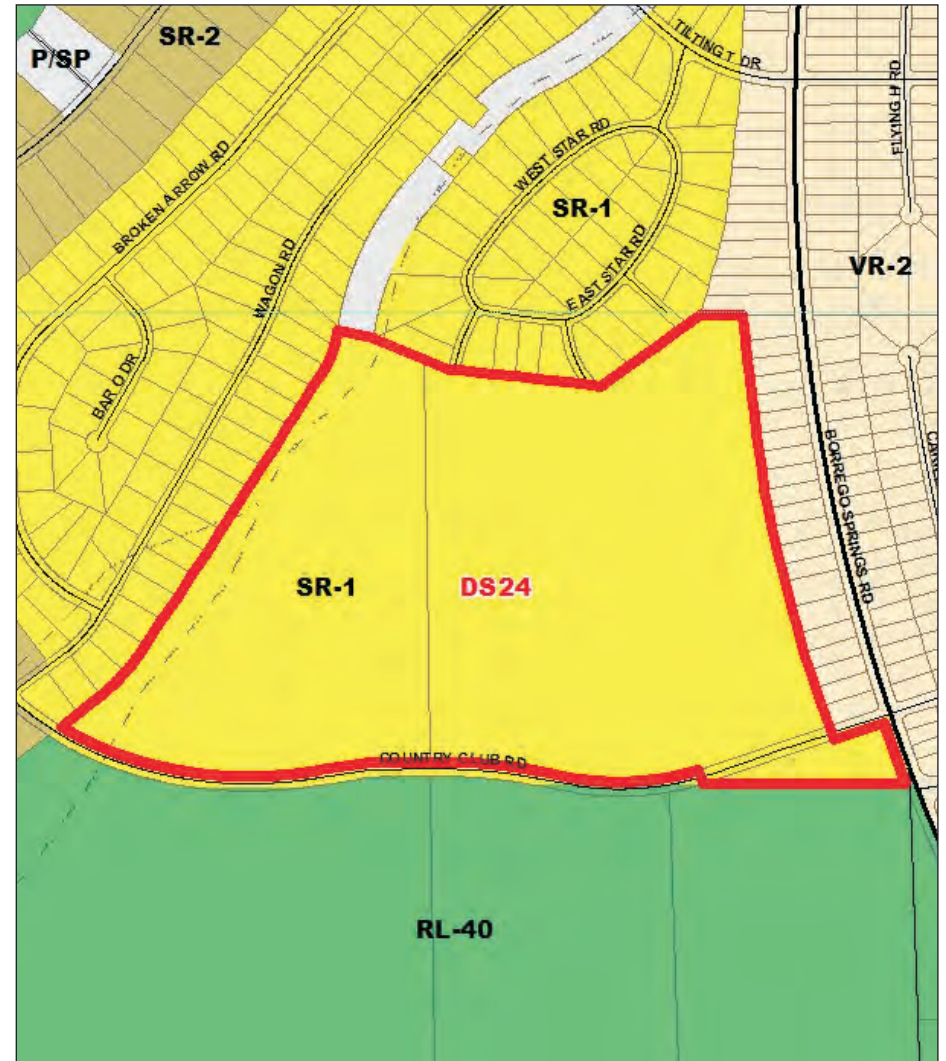 SR-2
P/SP
TILTING T DR
FLYING H RD
BROKEN ARROW RD
WEST STAR RD
SR-1
WAGON RD
EAST STAR RD
VR-2
BAR O DR
BORREGO SPRINGS RD
SR-1
DS24
COUNTRY CLUB RD
RL-40